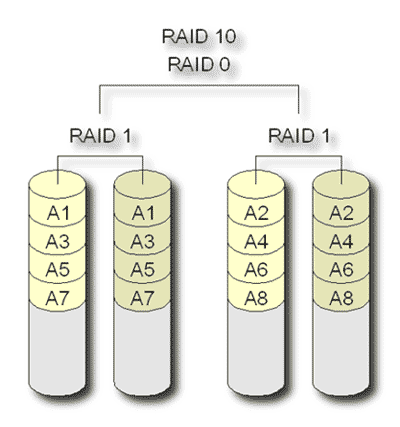 RAID 10
RAID 0
RAID 1 RAID 1
A1 A1 A2 A2
A3 A3 A4 A4
A5 A5 A6 A6
A7 A7 A8 A8